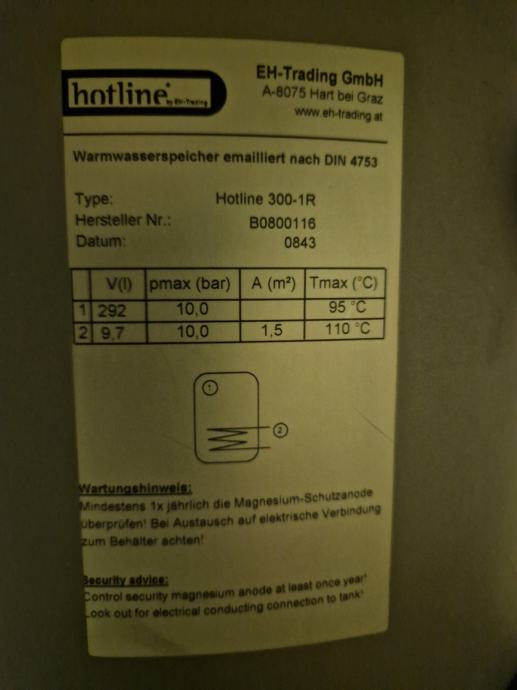 hotline
by EH-Trading
EH-Trading GmbH
A-8075 Hart bei Graz
www.eh-trading.at
Warmwasserspeicher emailliert nach DIN 4753
Type: Hotline 300-1R
Hersteller Nr.: B0800116
Datum: 0843
V(l) pmax (bar) A (m²) Tmax (°C)
1 292 10,0 95 °C
2 9,7 10,0 1,5 110 °C
1
2
Wartungshinweis:
Mindestens 1x jährlich die Magnesium-Schutzanode
überprüfen! Bei Austausch auf elektrische Verbindung
zum Behälter achten!
Security advice:
Control security magnesium anode at least once year!
Look out for electrical conducting connection to tank!